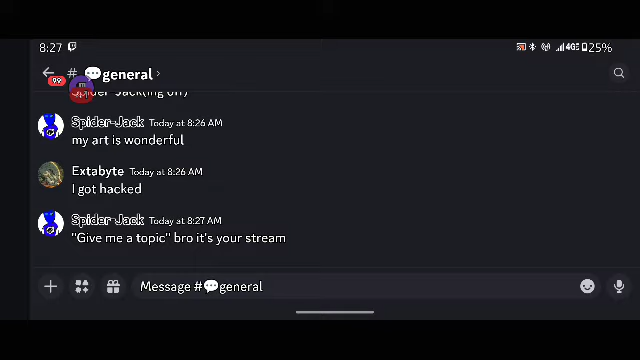 8:27 4GE 25%
99 # 💬general ›
Spider-Jack(ing off)
Spider-Jack Today at 8:26 AM
my art is wonderful
Extabyte Today at 8:26 AM
I got hacked
Spider-Jack Today at 8:27 AM
"Give me a topic" bro it's your stream
Message #💬general